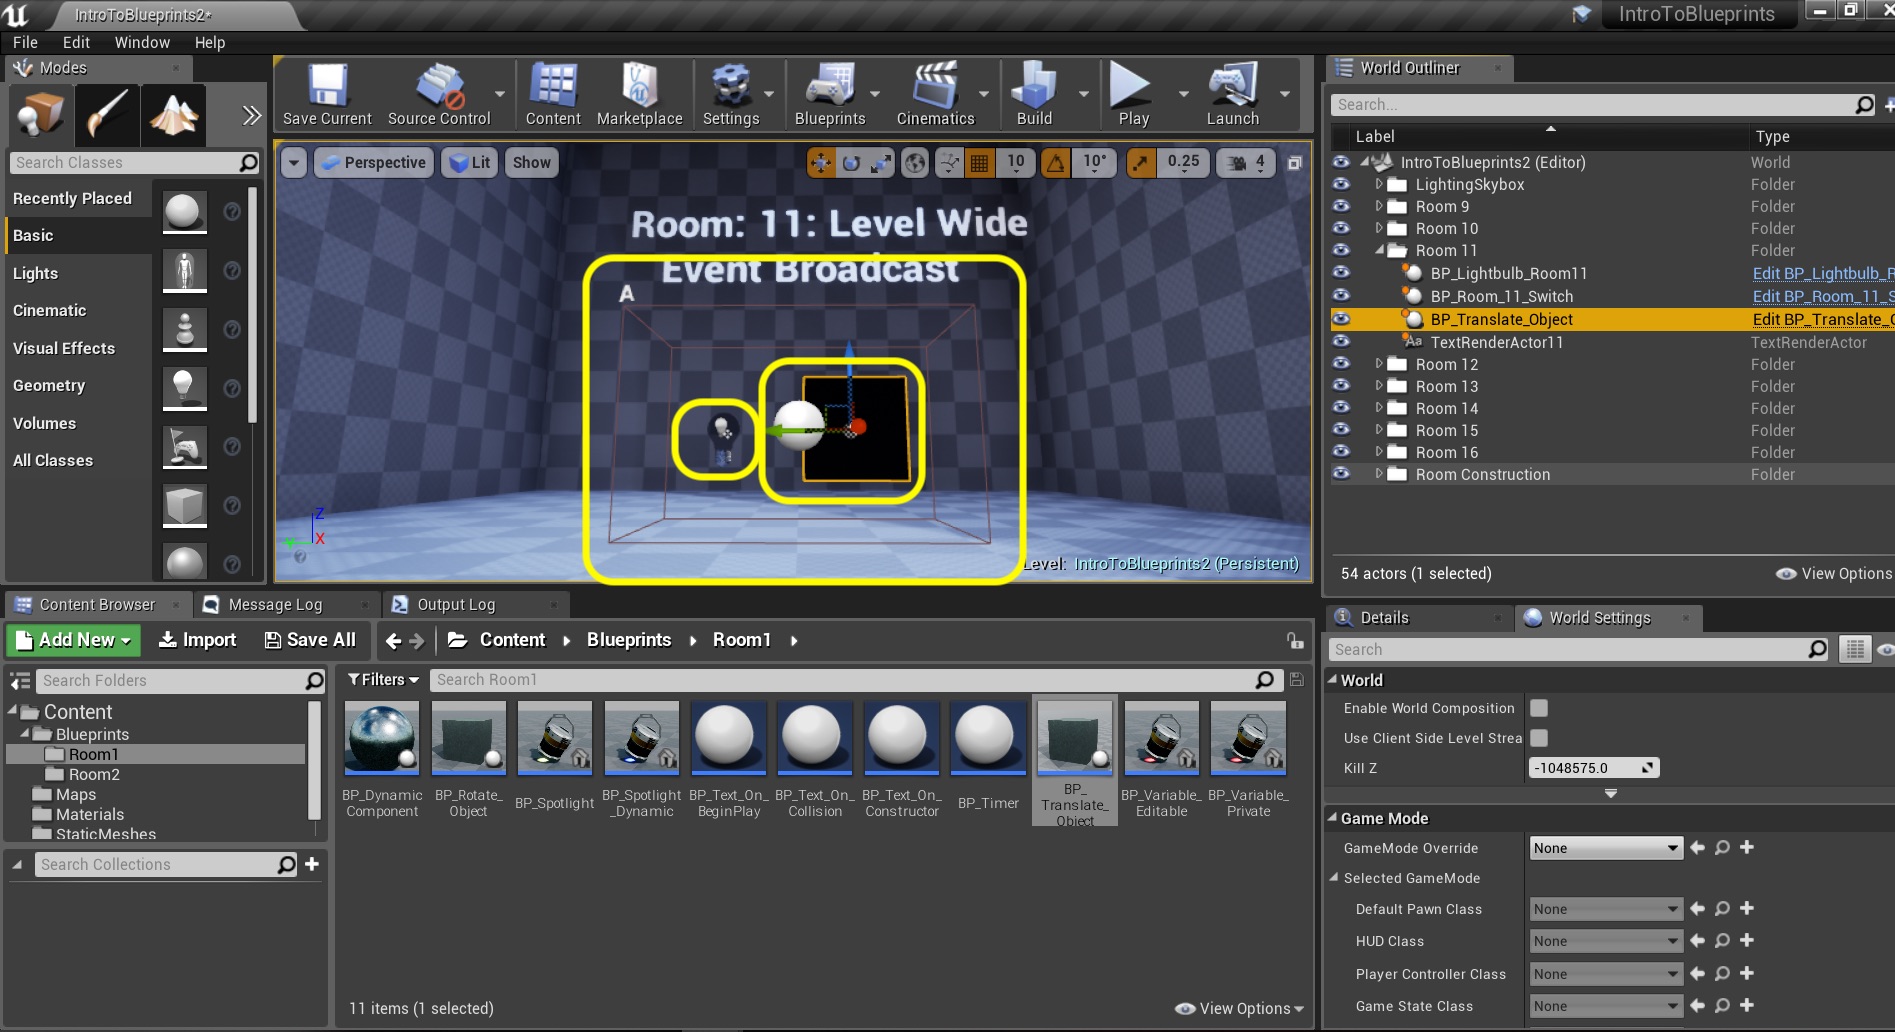 IntroToBlueprints2*
IntroToBlueprints
File Edit Window Help
Modes
Search Classes
Recently Placed
Basic
Lights
Cinematic
Visual Effects
Geometry
Volumes
All Classes
Save Current Source Control Content Marketplace Settings Blueprints Cinematics Build Play Launch
Perspective Lit Show 10 10° 0.25 4
Room: 11: Level Wide
Event Broadcast
A
Z
X
Level: IntroToBlueprints2 (Persistent)
World Outliner
Search...
Label Type
IntroToBlueprints2 (Editor) World
LightingSkybox Folder
Room 9 Folder
Room 10 Folder
Room 11 Folder
BP_Lightbulb_Room11 Edit BP_Lightbulb_R
BP_Room_11_Switch Edit BP_Room_11_S
BP_Translate_Object Edit BP_Translate_O
TextRenderActor11 TextRenderActor
Room 12 Folder
Room 13 Folder
Room 14 Folder
Room 15 Folder
Room 16 Folder
Room Construction Folder
54 actors (1 selected) View Options
Content Browser Message Log Output Log
Add New Import Save All Content Blueprints Room1
Search Folders
Content
Blueprints
Room1
Room2
Maps
Materials
StaticMeshes
Search Collections
Filters Search Room1
BP_Dynamic
Component
BP_Rotate_
Object
BP_Spotlight
BP_Spotlight
_Dynamic
BP_Text_On_
BeginPlay
BP_Text_On_
Collision
BP_Text_On_
Constructor
BP_Timer
BP_
Translate_
Object
BP_Variable_
Editable
BP_Variable_
Private
11 items (1 selected) View Options
Details World Settings
Search
World
Enable World Composition
Use Client Side Level Strea
Kill Z -1048575.0
Game Mode
GameMode Override None
Selected GameMode
Default Pawn Class None
HUD Class None
Player Controller Class None
Game State Class None